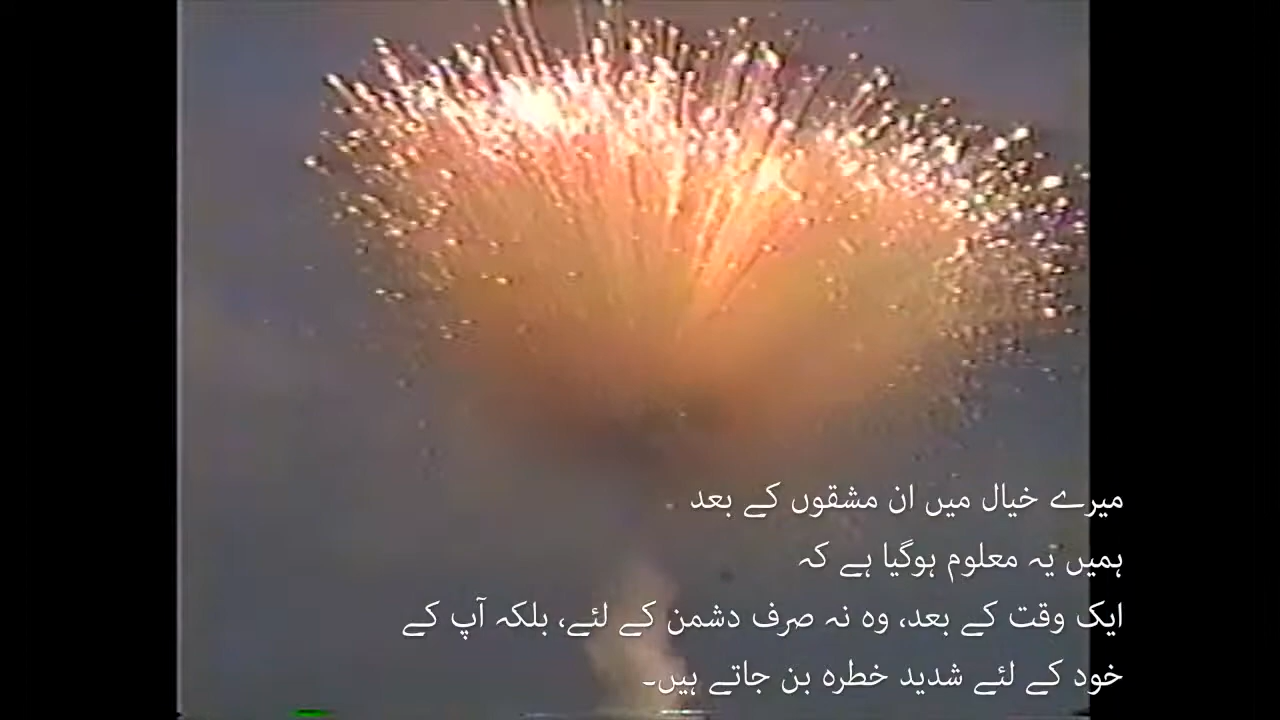 میرے خیال میں ان مشقوں کے بعد
ہمیں یہ معلوم ہوگیا ہے کہ
ایک وقت کے بعد، وہ نہ صرف دشمن کے لئے، بلکہ آپ کے
خود کے لئے شدید خطرہ بن جاتے ہیں۔